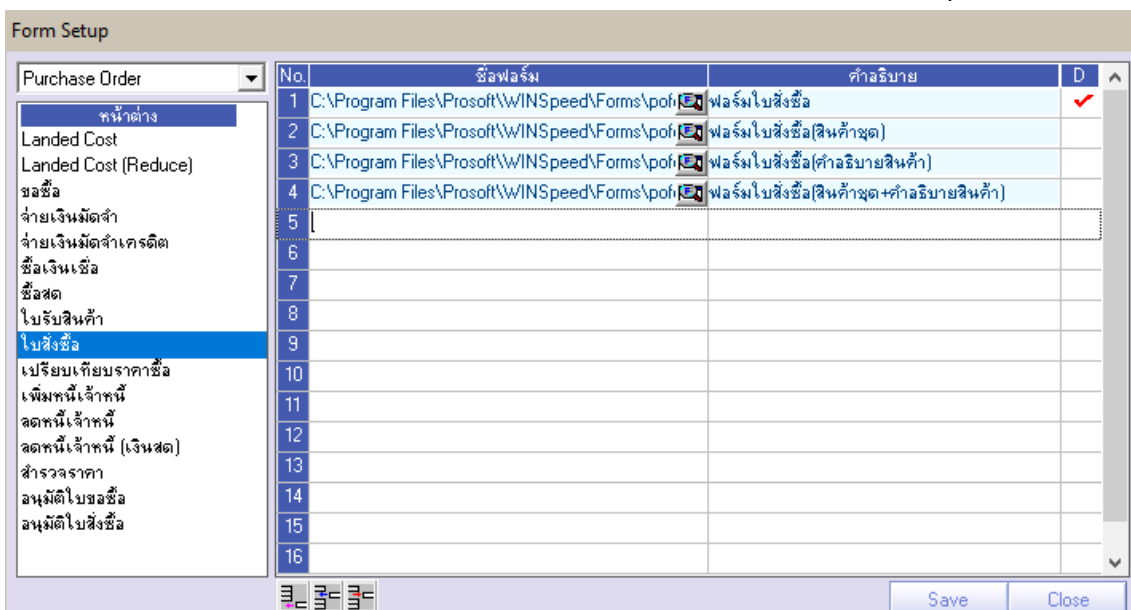 Form Setup
Purchase Order
หน้าต่าง
Landed Cost
Landed Cost (Reduce)
ขอซื้อ
จ่ายเงินมัดจำ
จ่ายเงินมัดจำเครดิต
ซื้อเงินเชื่อ
ซื้อสด
ใบรับสินค้า
ใบสั่งซื้อ
เปรียบเทียบราคาซื้อ
เพิ่มหนี้เจ้าหนี้
ลดหนี้เจ้าหนี้
ลดหนี้เจ้าหนี้ (เงินสด)
สำรวจราคา
อนุมัติใบขอซื้อ
อนุมัติใบสั่งซื้อ
No. ชื่อฟอร์ม คำอธิบาย D
1 C:\Program Files\Prosoft\WINSpeed\Forms\pofr ฟอร์มใบสั่งซื้อ
2 C:\Program Files\Prosoft\WINSpeed\Forms\pofr ฟอร์มใบสั่งซื้อ(สินค้าชุด)
3 C:\Program Files\Prosoft\WINSpeed\Forms\pofr ฟอร์มใบสั่งซื้อ(คำอธิบายสินค้า)
4 C:\Program Files\Prosoft\WINSpeed\Forms\pofr ฟอร์มใบสั่งซื้อ(สินค้าชุด+คำอธิบายสินค้า)
5
6
7
8
9
10
11
12
13
14
15
16
Save Close